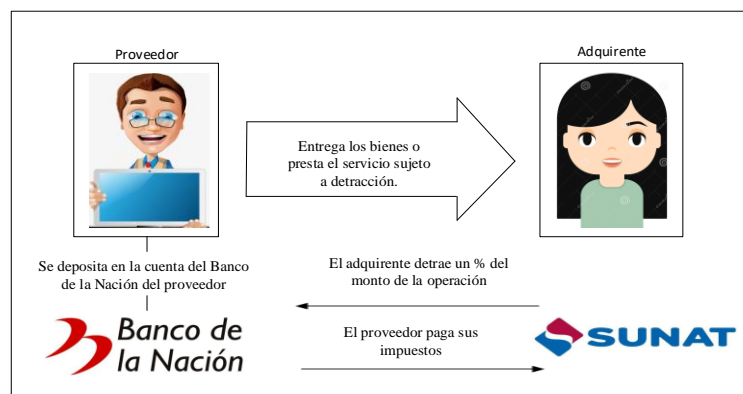 Proveedor
Adquirente
Entrega los bienes o
presta el servicio sujeto
a detracción.
Se deposita en la cuenta del Banco
de la Nación del proveedor
El adquirente detrae un % del
monto de la operación
Banco de
la Nación
El proveedor paga sus
impuestos
SUNAT